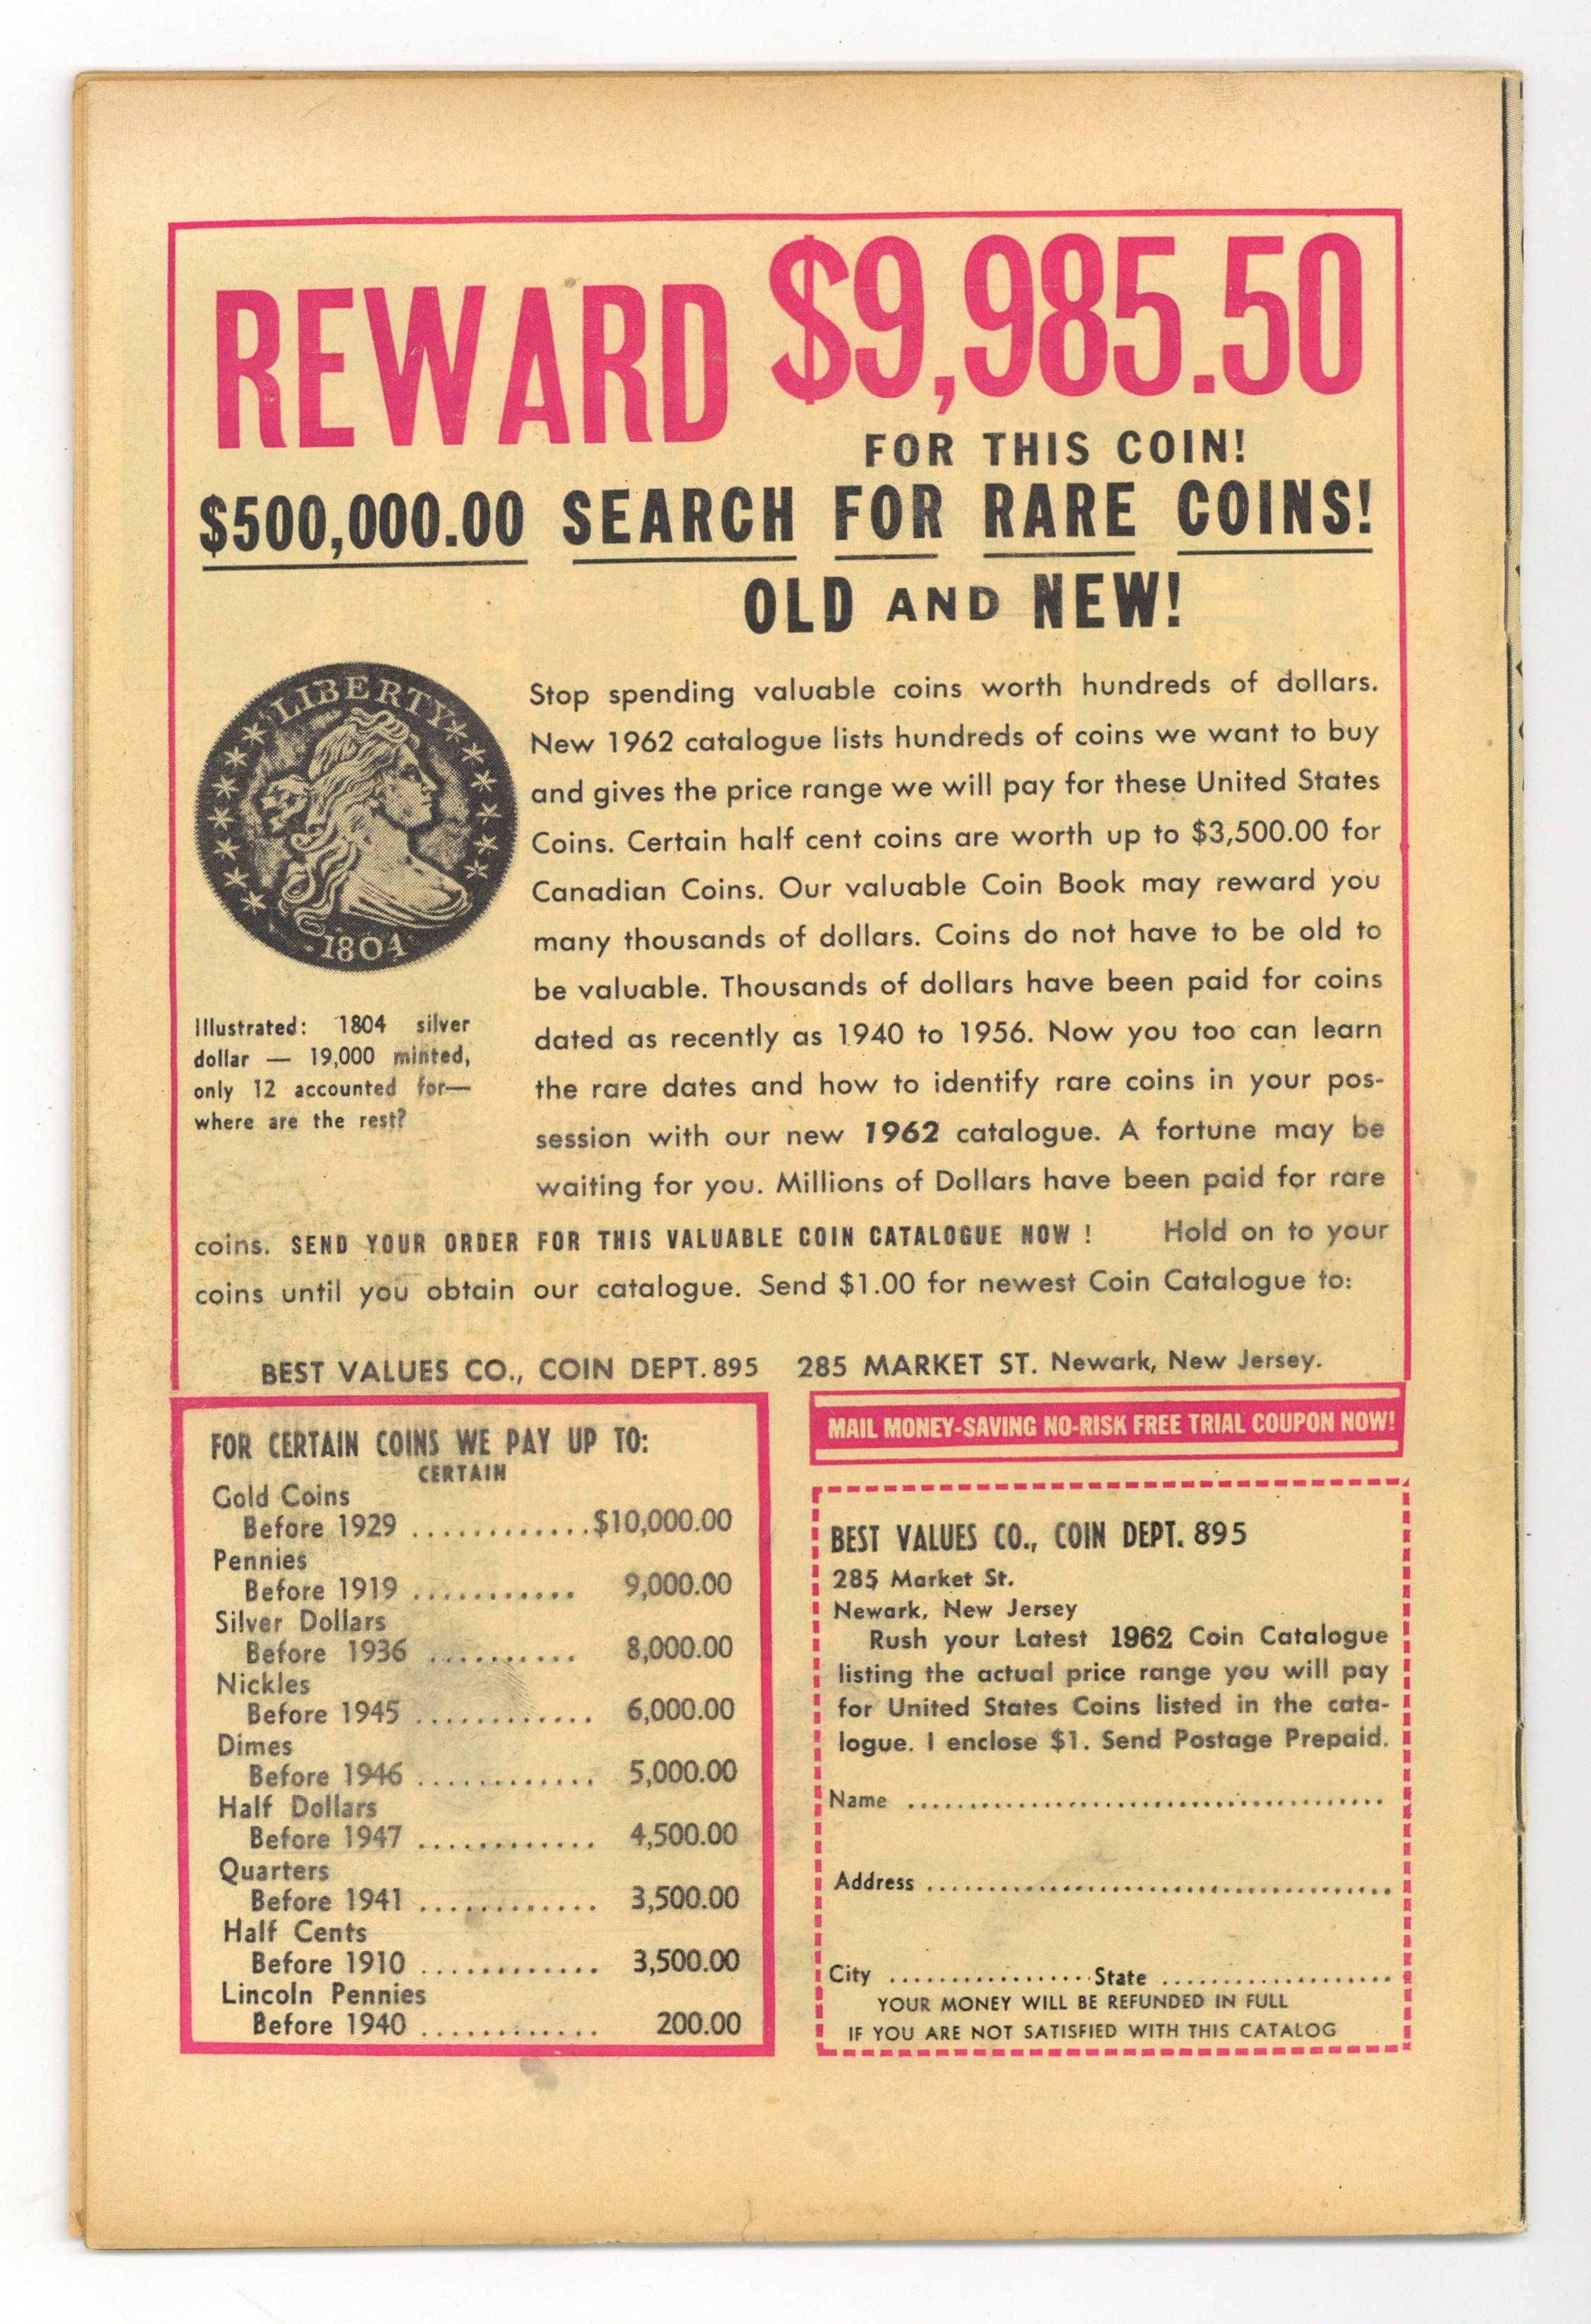 REWARD $9,985.50
FOR THIS COIN!
$500,000.00 SEARCH FOR RARE COINS!
OLD AND NEW!
LIBERTY
1804
Illustrated: 1804 silver
dollar — 19,000 minted,
only 12 accounted for—
where are the rest?
Stop spending valuable coins worth hundreds of dollars.
New 1962 catalogue lists hundreds of coins we want to buy
and gives the price range we will pay for these United States
Coins. Certain half cent coins are worth up to $3,500.00 for
Canadian Coins. Our valuable Coin Book may reward you
many thousands of dollars. Coins do not have to be old to
be valuable. Thousands of dollars have been paid for coins
dated as recently as 1940 to 1956. Now you too can learn
the rare dates and how to identify rare coins in your pos-
session with our new 1962 catalogue. A fortune may be
waiting for you. Millions of Dollars have been paid for rare
coins. SEND YOUR ORDER FOR THIS VALUABLE COIN CATALOGUE NOW ! Hold on to your
coins until you obtain our catalogue. Send $1.00 for newest Coin Catalogue to:
BEST VALUES CO., COIN DEPT. 895 285 MARKET ST. Newark, New Jersey.
FOR CERTAIN COINS WE PAY UP TO:
CERTAIN
Gold Coins
Before 1929 ............$10,000.00
Pennies
Before 1919 ........... 9,000.00
Silver Dollars
Before 1936 .......... 8,000.00
Nickles
Before 1945 ............ 6,000.00
Dimes
Before 1946 ............ 5,000.00
Half Dollars
Before 1947 ............ 4,500.00
Quarters
Before 1941 ............ 3,500.00
Half Cents
Before 1910 ............ 3,500.00
Lincoln Pennies
Before 1940 ............ 200.00
MAIL MONEY-SAVING NO-RISK FREE TRIAL COUPON NOW!
BEST VALUES CO., COIN DEPT. 895
285 Market St.
Newark, New Jersey
Rush your Latest 1962 Coin Catalogue
listing the actual price range you will pay
for United States Coins listed in the cata-
logue. I enclose $1. Send Postage Prepaid.
Name ......................................
Address ......................................
City ................State ...................
YOUR MONEY WILL BE REFUNDED IN FULL
IF YOU ARE NOT SATISFIED WITH THIS CATALOG